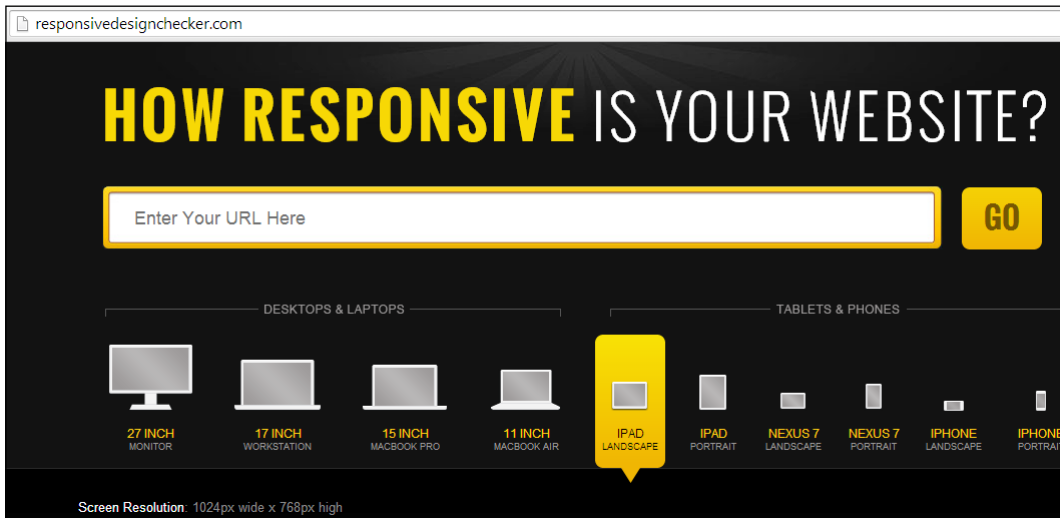 responsivedesignchecker.com
HOW RESPONSIVE IS YOUR WEBSITE?
Enter Your URL Here
GO
DESKTOPS & LAPTOPS
TABLETS & PHONES
27 INCH
MONITOR
17 INCH
WORKSTATION
15 INCH
MACBOOK PRO
11 INCH
MACBOOK AIR
IPAD
LANDSCAPE
IPAD
PORTRAIT
NEXUS 7
LANDSCAPE
NEXUS 7
PORTRAIT
IPHONE
LANDSCAPE
IPHONE
PORTRAIT
Screen Resolution: 1024px wide x 768px high